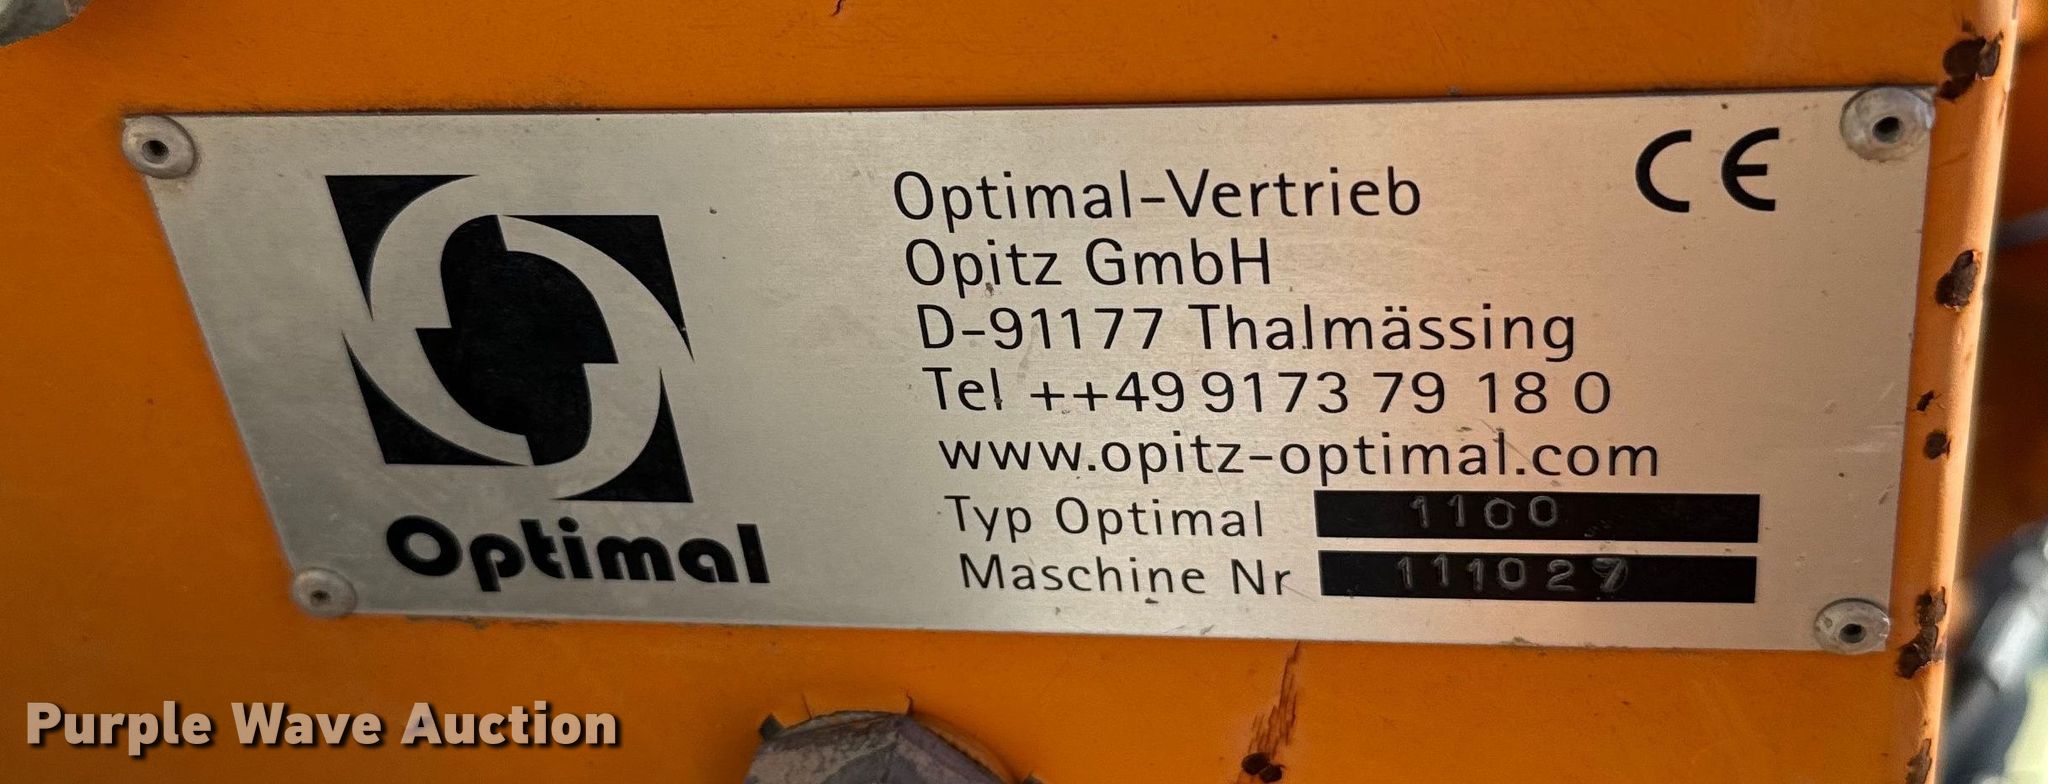 CE
Optimal-Vertrieb
Opitz GmbH
D-91177 Thalmässing
Tel ++49 9173 79 18 0
www.opitz-optimal.com
Typ Optimal 1100
Maschine Nr 111027
Optimal
Purple Wave Auction